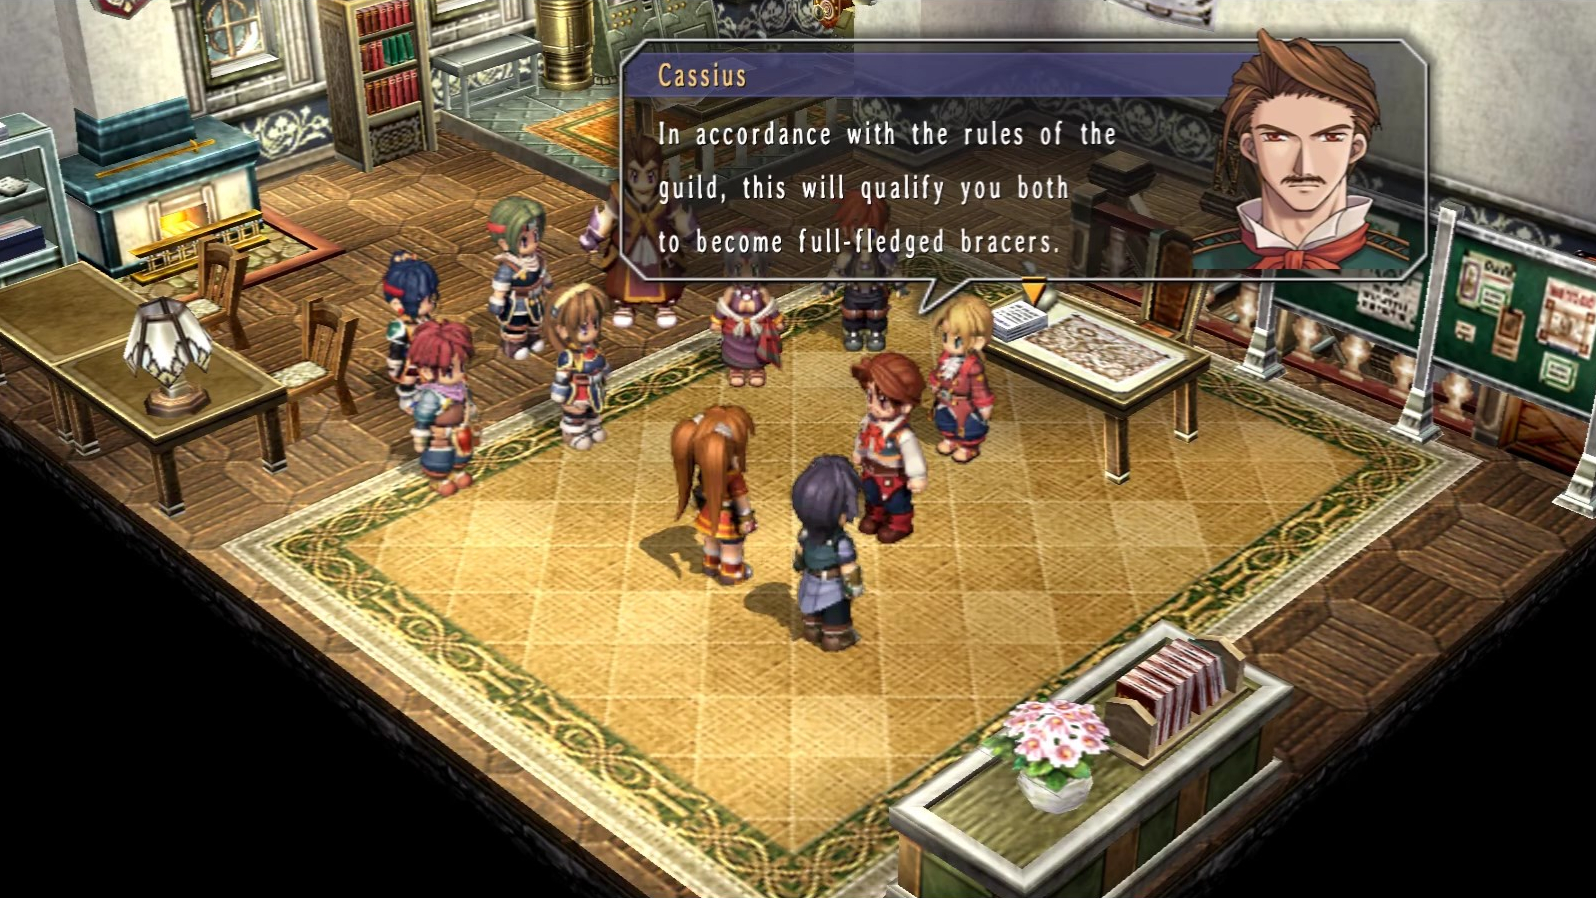 Cassius
In accordance with the rules of the
guild, this will qualify you both
to become full-fledged bracers.